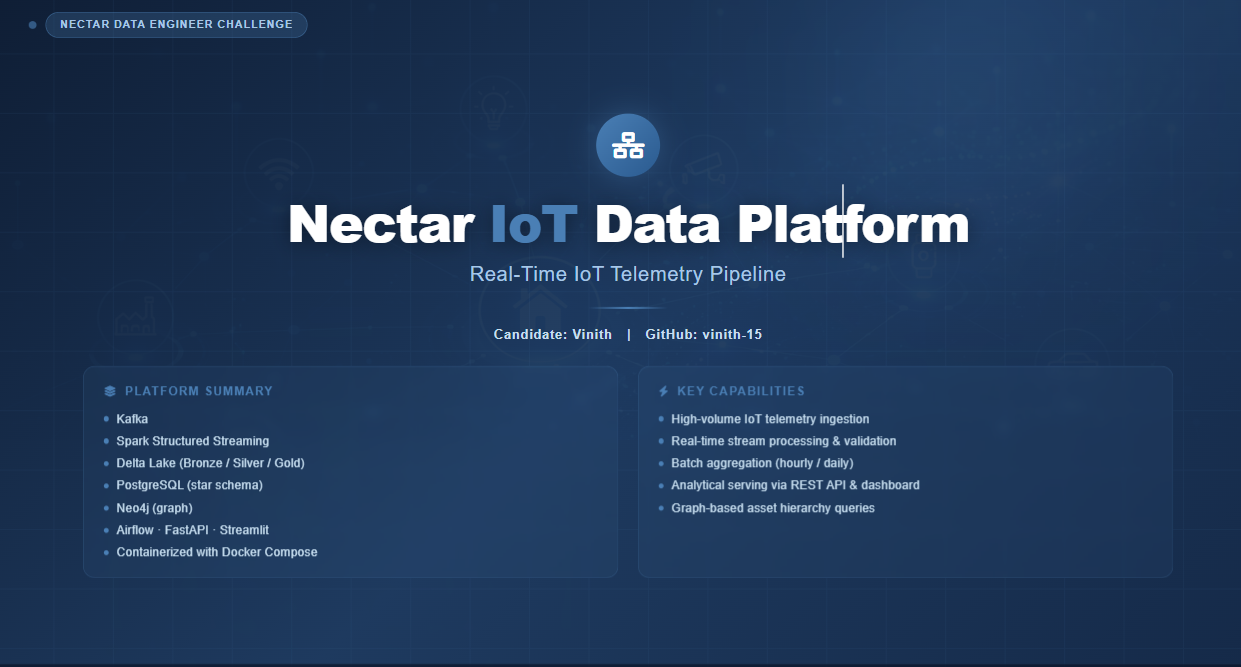 NECTAR DATA ENGINEER CHALLENGE
Nectar IoT Data Platform
Real-Time IoT Telemetry Pipeline
Candidate: Vinith | GitHub: vinith-15
PLATFORM SUMMARY
Kafka
Spark Structured Streaming
Delta Lake (Bronze / Silver / Gold)
PostgreSQL (star schema)
Neo4j (graph)
Airflow · FastAPI · Streamlit
Containerized with Docker Compose
KEY CAPABILITIES
High-volume IoT telemetry ingestion
Real-time stream processing & validation
Batch aggregation (hourly / daily)
Analytical serving via REST API & dashboard
Graph-based asset hierarchy queries